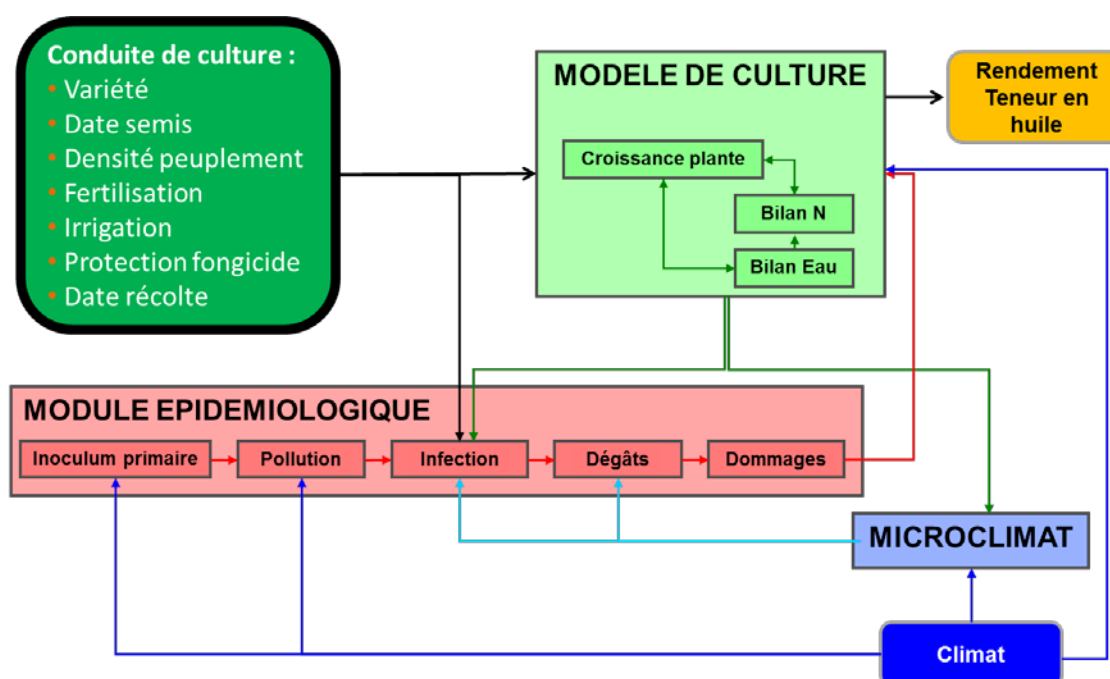 Conduite de culture :
• Variété
• Date semis
• Densité peuplement
• Fertilisation
• Irrigation
• Protection fongicide
• Date récolte
MODELE DE CULTURE
Croissance plante
Bilan N
Bilan Eau
Rendement
Teneur en
huile
MODULE EPIDEMIOLOGIQUE
Inoculum primaire
Pollution
Infection
Dégâts
Dommages
MICROCLIMAT
Climat